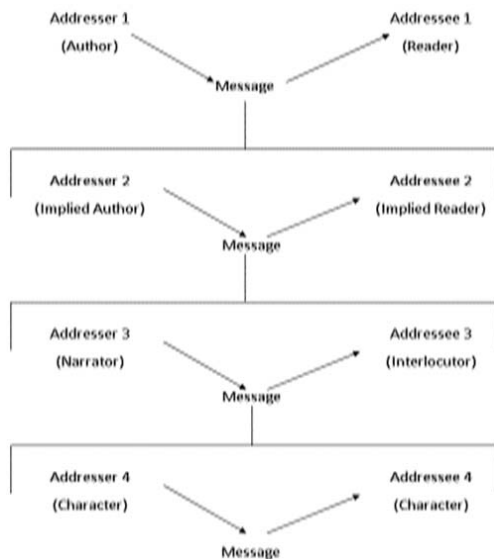 Addresser 1 Addressee 1
(Author) (Reader)
Message
Addresser 2 Addressee 2
(Implied Author) (Implied Reader)
Message
Addresser 3 Addressee 3
(Narrator) (Interlocutor)
Message
Addresser 4 Addressee 4
(Character) (Character)
Message